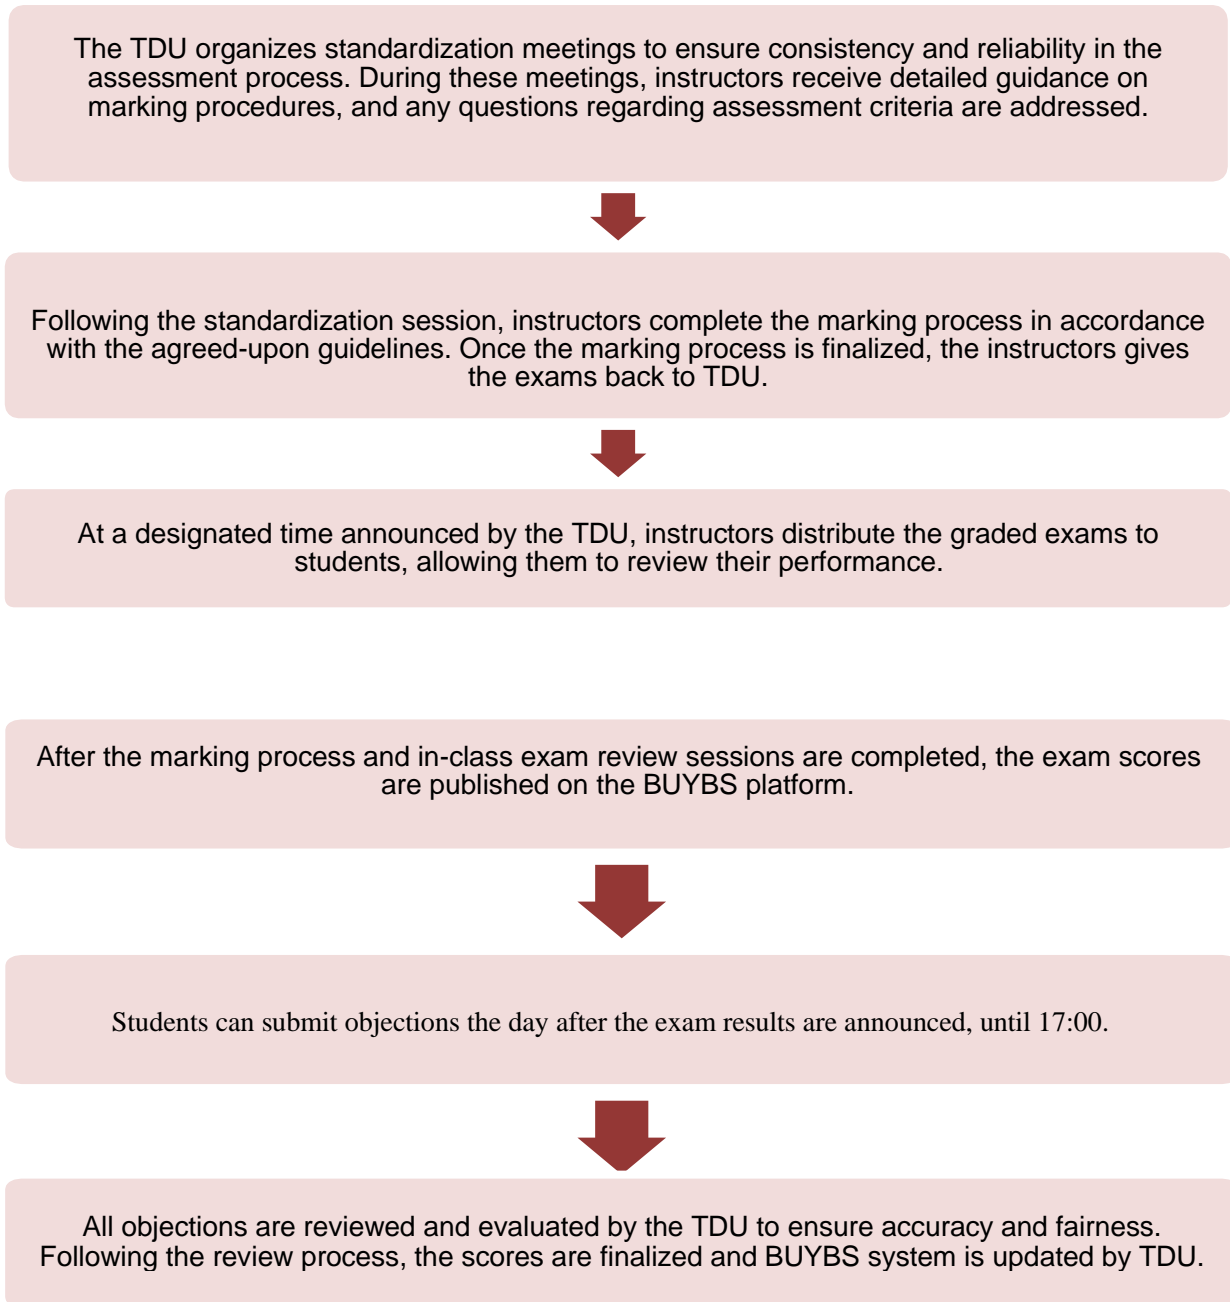 The TDU organizes standardization meetings to ensure consistency and reliability in the
assessment process. During these meetings, instructors receive detailed guidance on
marking procedures, and any questions regarding assessment criteria are addressed.
Following the standardization session, instructors complete the marking process in accordance
with the agreed-upon guidelines. Once the marking process is finalized, the instructors gives
the exams back to TDU.
At a designated time announced by the TDU, instructors distribute the graded exams to
students, allowing them to review their performance.
After the marking process and in-class exam review sessions are completed, the exam scores
are published on the BUYBS platform.
Students can submit objections the day after the exam results are announced, until 17:00.
All objections are reviewed and evaluated by the TDU to ensure accuracy and fairness.
Following the review process, the scores are finalized and BUYBS system is updated by TDU.